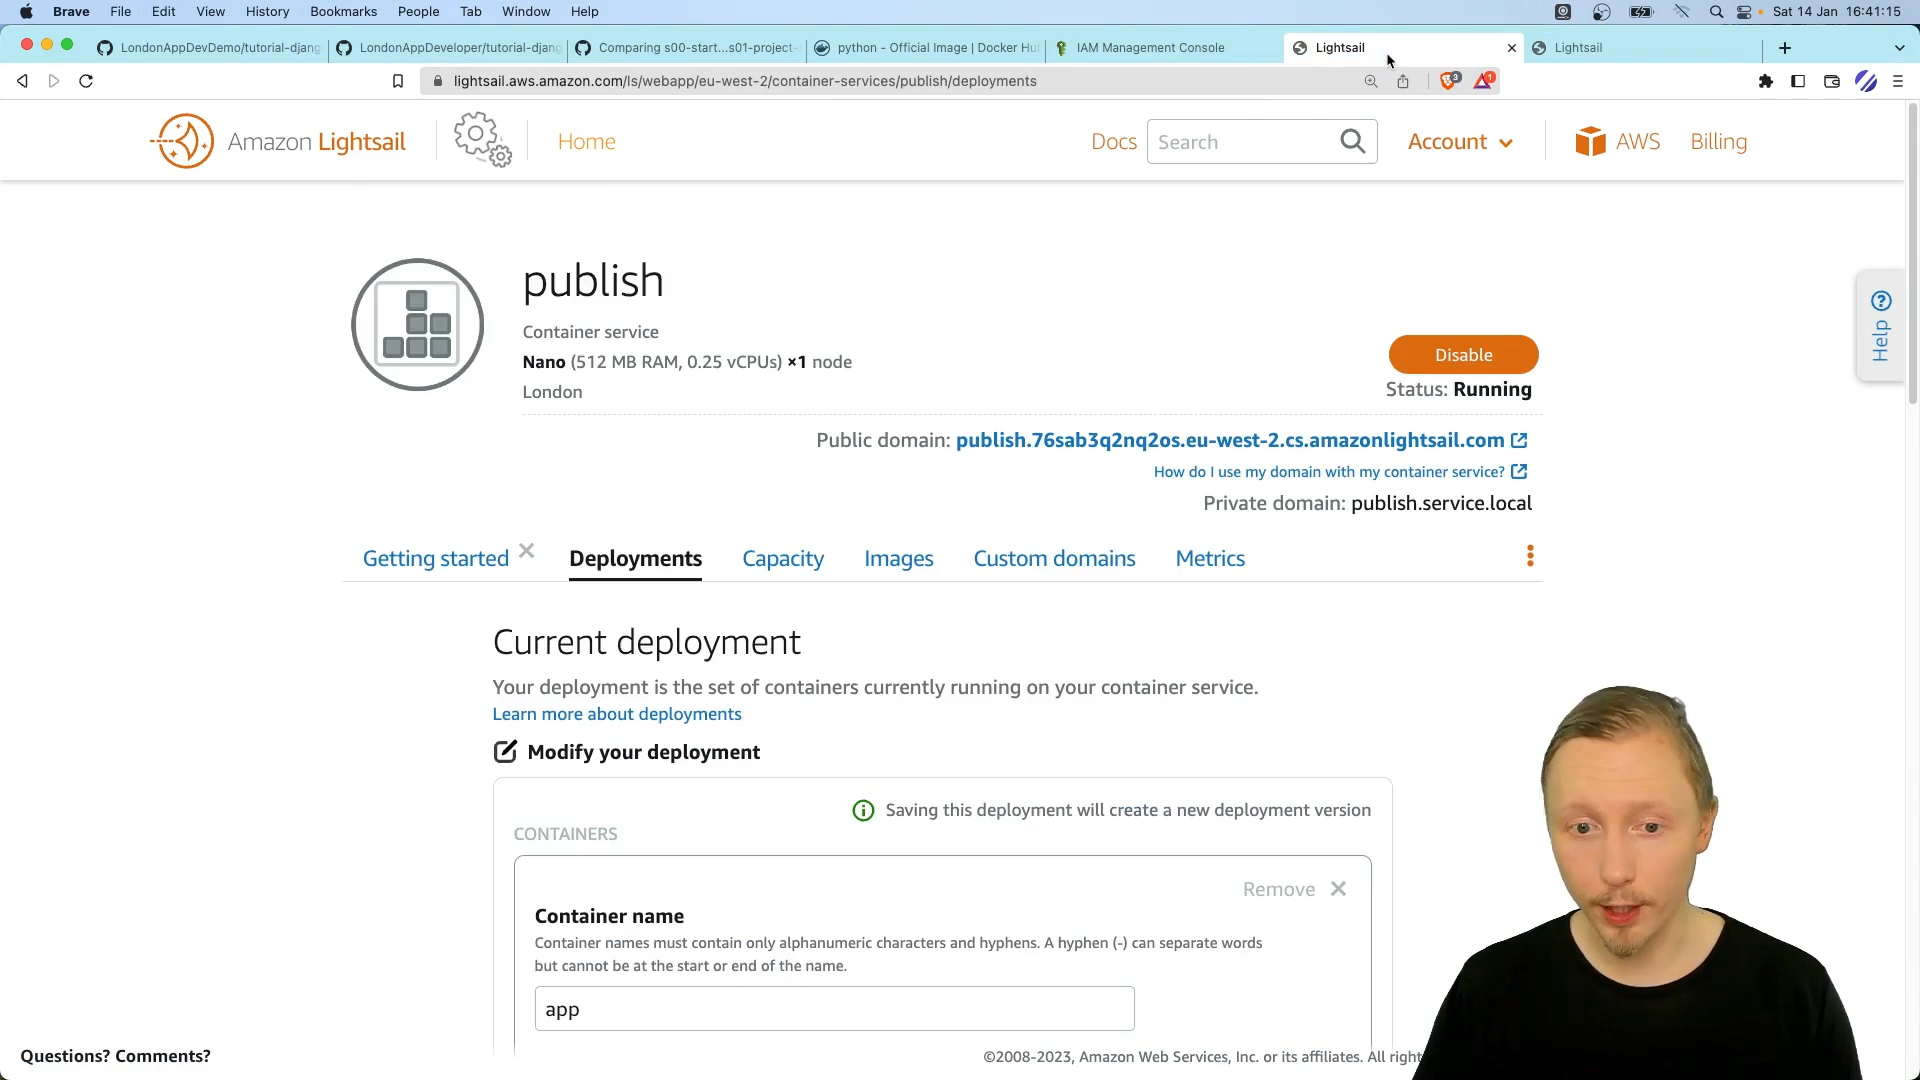 Brave File Edit View History Bookmarks People Tab Window Help Sat 14 Jan 16:41:15
LondonAppDevDemo/tutorial-djang LondonAppDeveloper/tutorial-djang Comparing s00-start...s01-project- python - Official Image | Docker Hu IAM Management Console Lightsail Lightsail
lightsail.aws.amazon.com/ls/webapp/eu-west-2/container-services/publish/deployments 3 1
Amazon Lightsail Home Docs Search Account AWS Billing
publish
Container service
Nano (512 MB RAM, 0.25 vCPUs) ×1 node
London
Disable
Status: Running
Help
Public domain: publish.76sab3q2nq2os.eu-west-2.cs.amazonlightsail.com
How do I use my domain with my container service?
Private domain: publish.service.local
Getting started Deployments Capacity Images Custom domains Metrics
Current deployment
Your deployment is the set of containers currently running on your container service.
Learn more about deployments
Modify your deployment
Saving this deployment will create a new deployment version
CONTAINERS
Remove
Container name
Container names must contain only alphanumeric characters and hyphens. A hyphen (-) can separate words
but cannot be at the start or end of the name.
app
Questions? Comments? ©2008-2023, Amazon Web Services, Inc. or its affiliates. All right